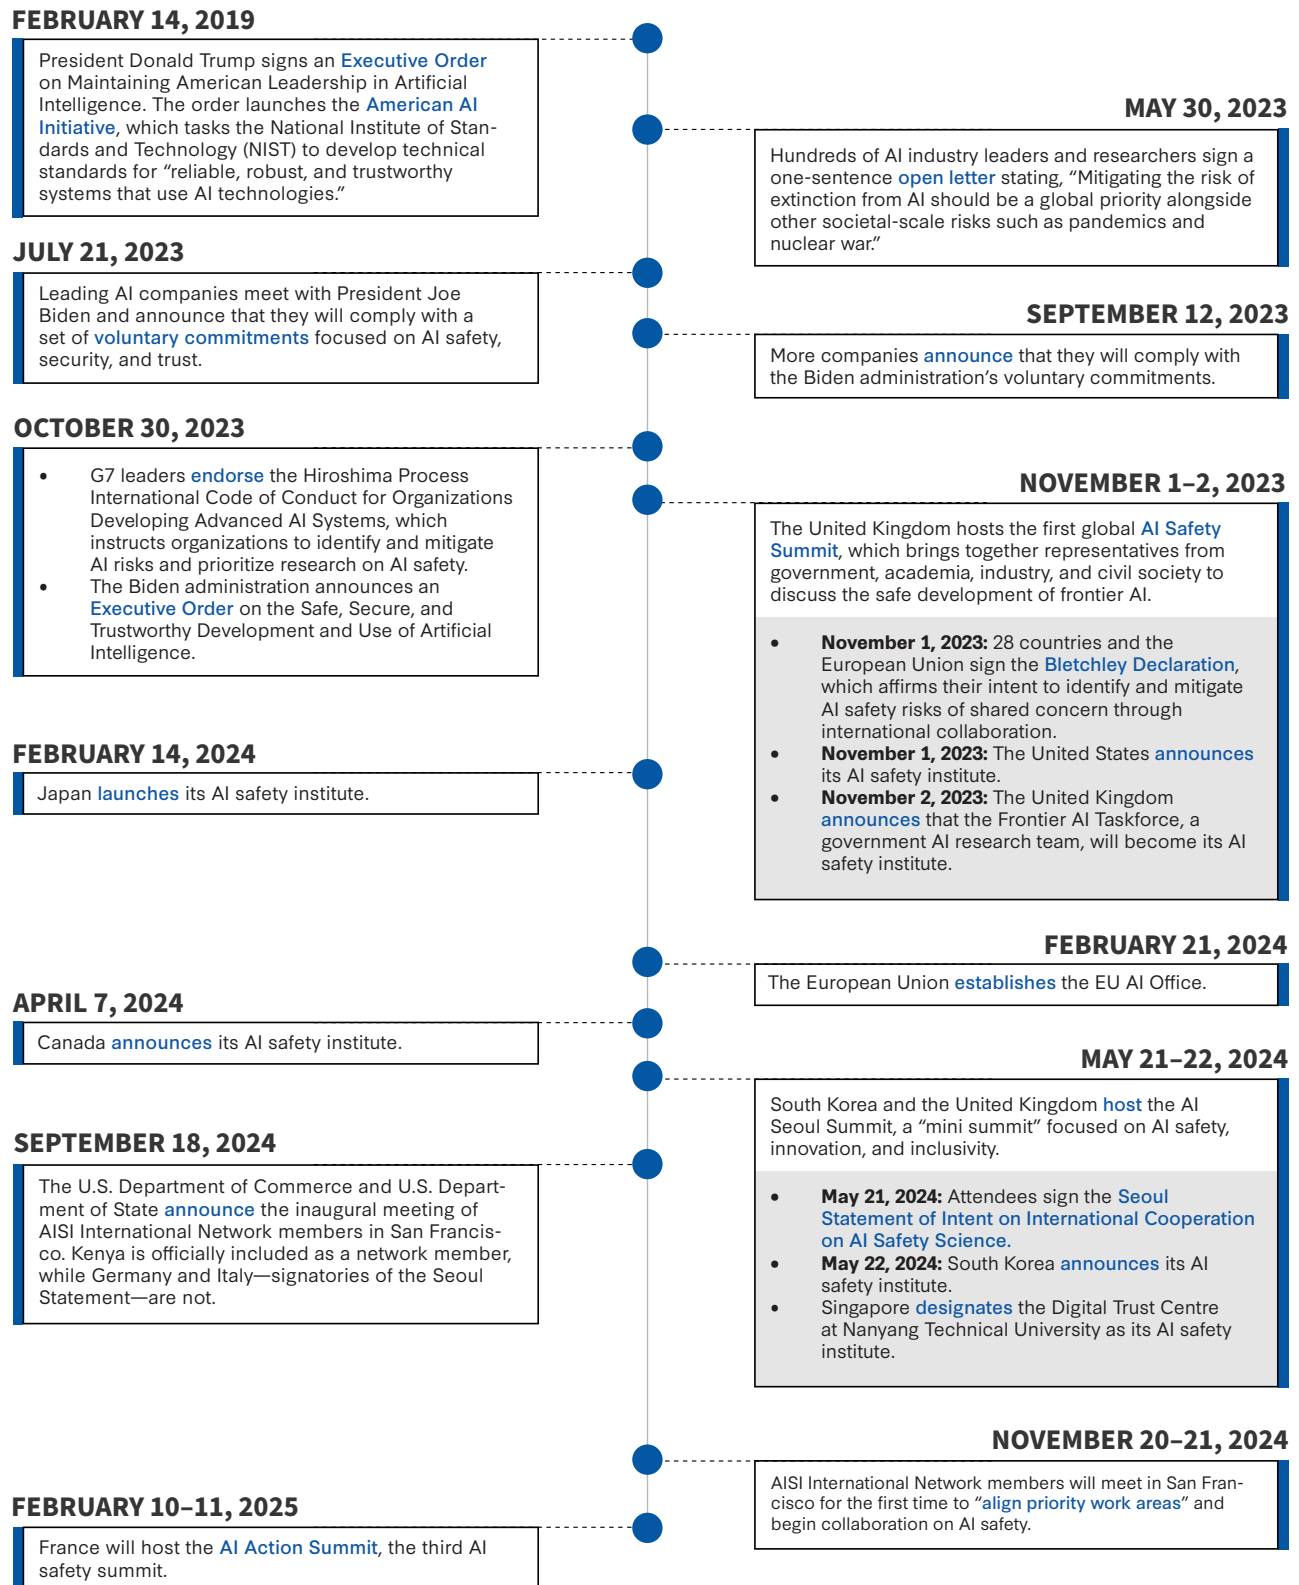 FEBRUARY 14, 2019
President Donald Trump signs an Executive Order
on Maintaining American Leadership in Artificial
Intelligence. The order launches the American AI
Initiative, which tasks the National Institute of Stan-
dards and Technology (NIST) to develop technical
standards for “reliable, robust, and trustworthy
systems that use AI technologies.”
MAY 30, 2023
Hundreds of AI industry leaders and researchers sign a
one-sentence open letter stating, “Mitigating the risk of
extinction from AI should be a global priority alongside
other societal-scale risks such as pandemics and
nuclear war.”
JULY 21, 2023
Leading AI companies meet with President Joe
Biden and announce that they will comply with a
set of voluntary commitments focused on AI safety,
security, and trust.
SEPTEMBER 12, 2023
More companies announce that they will comply with
the Biden administration’s voluntary commitments.
OCTOBER 30, 2023
• G7 leaders endorse the Hiroshima Process
International Code of Conduct for Organizations
Developing Advanced AI Systems, which
instructs organizations to identify and mitigate
AI risks and prioritize research on AI safety.
• The Biden administration announces an
Executive Order on the Safe, Secure, and
Trustworthy Development and Use of Artificial
Intelligence.
NOVEMBER 1–2, 2023
The United Kingdom hosts the first global AI Safety
Summit, which brings together representatives from
government, academia, industry, and civil society to
discuss the safe development of frontier AI.
• November 1, 2023: 28 countries and the
European Union sign the Bletchley Declaration,
which affirms their intent to identify and mitigate
AI safety risks of shared concern through
international collaboration.
• November 1, 2023: The United States announces
its AI safety institute.
• November 2, 2023: The United Kingdom
announces that the Frontier AI Taskforce, a
government AI research team, will become its AI
safety institute.
FEBRUARY 14, 2024
Japan launches its AI safety institute.
FEBRUARY 21, 2024
The European Union establishes the EU AI Office.
APRIL 7, 2024
Canada announces its AI safety institute.
MAY 21–22, 2024
South Korea and the United Kingdom host the AI
Seoul Summit, a “mini summit” focused on AI safety,
innovation, and inclusivity.
• May 21, 2024: Attendees sign the Seoul
Statement of Intent on International Cooperation
on AI Safety Science.
• May 22, 2024: South Korea announces its AI
safety institute.
• Singapore designates the Digital Trust Centre
at Nanyang Technical University as its AI safety
institute.
SEPTEMBER 18, 2024
The U.S. Department of Commerce and U.S. Depart-
ment of State announce the inaugural meeting of
AISI International Network members in San Francis-
co. Kenya is officially included as a network member,
while Germany and Italy—signatories of the Seoul
Statement—are not.
NOVEMBER 20–21, 2024
AISI International Network members will meet in San Fran-
cisco for the first time to “align priority work areas” and
begin collaboration on AI safety.
FEBRUARY 10–11, 2025
France will host the AI Action Summit, the third AI
safety summit.